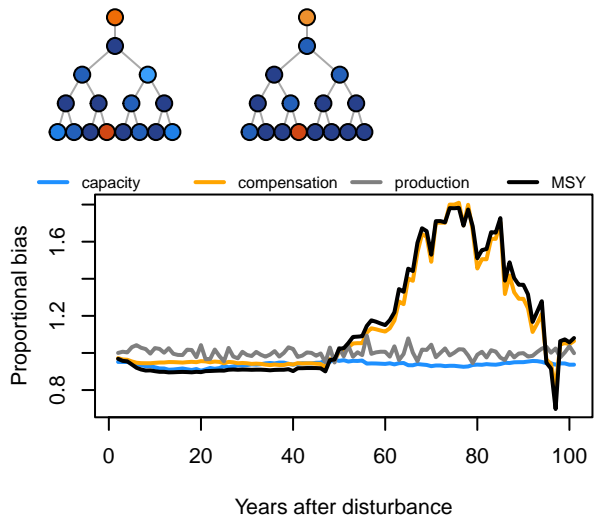 capacity compensation production MSY
Proportional bias
1.6
1.2
0.8
0 20 40 60 80 100
Years after disturbance